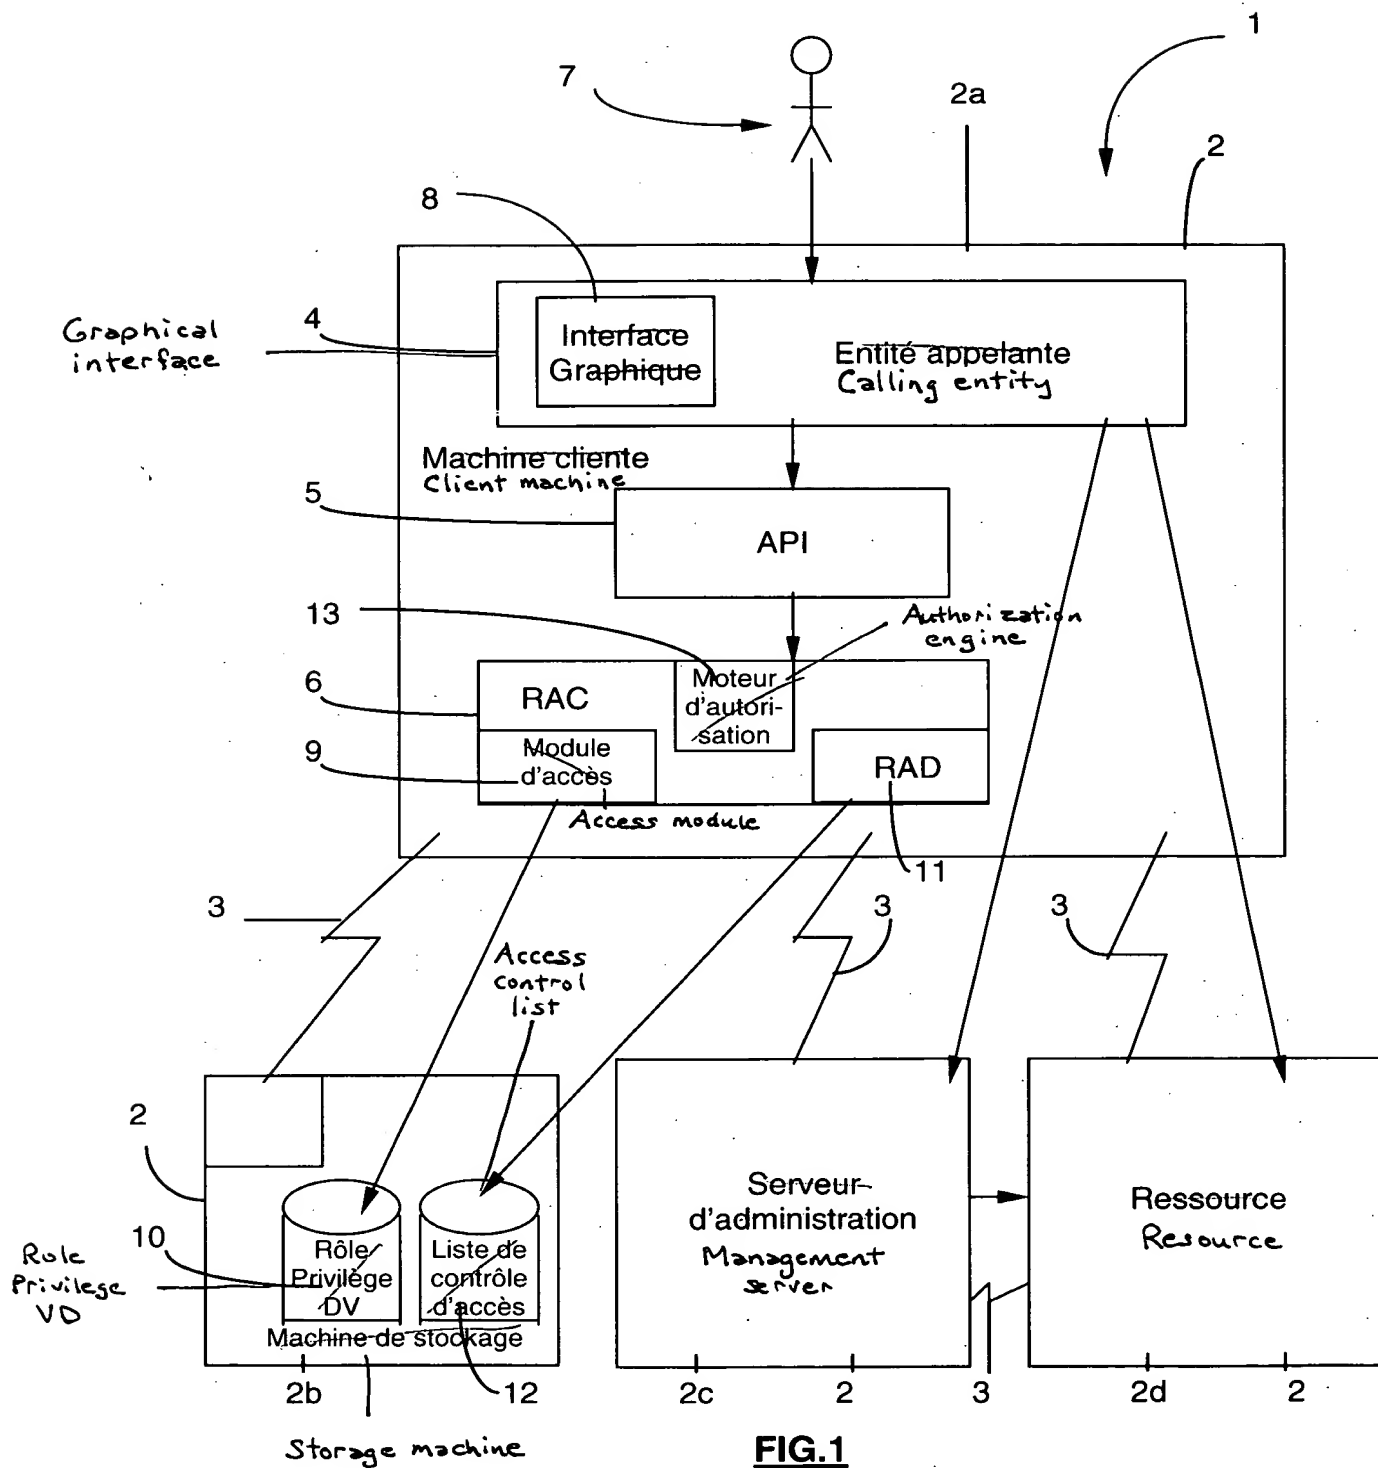 1
7
2a
2
8
Graphical
interface
4
Interface
Graphique
Entité appelante
Calling entity
Machine cliente
Client machine
5
API
13
Authorization
engine
6
RAC
Moteur
d'autori-
sation
9
Module
d'accès
RAD
Access module
11
3
3
3
Access
control
list
2
Serveur
d'administration
Management
server
Ressource
Resource
10
Role
Privilege
VD
Rôle
Privilège
DV
Liste de
contrôle
d'accès
Machine de stockage
2b
12
2c
2
3
2d
2
Storage machine
FIG.1